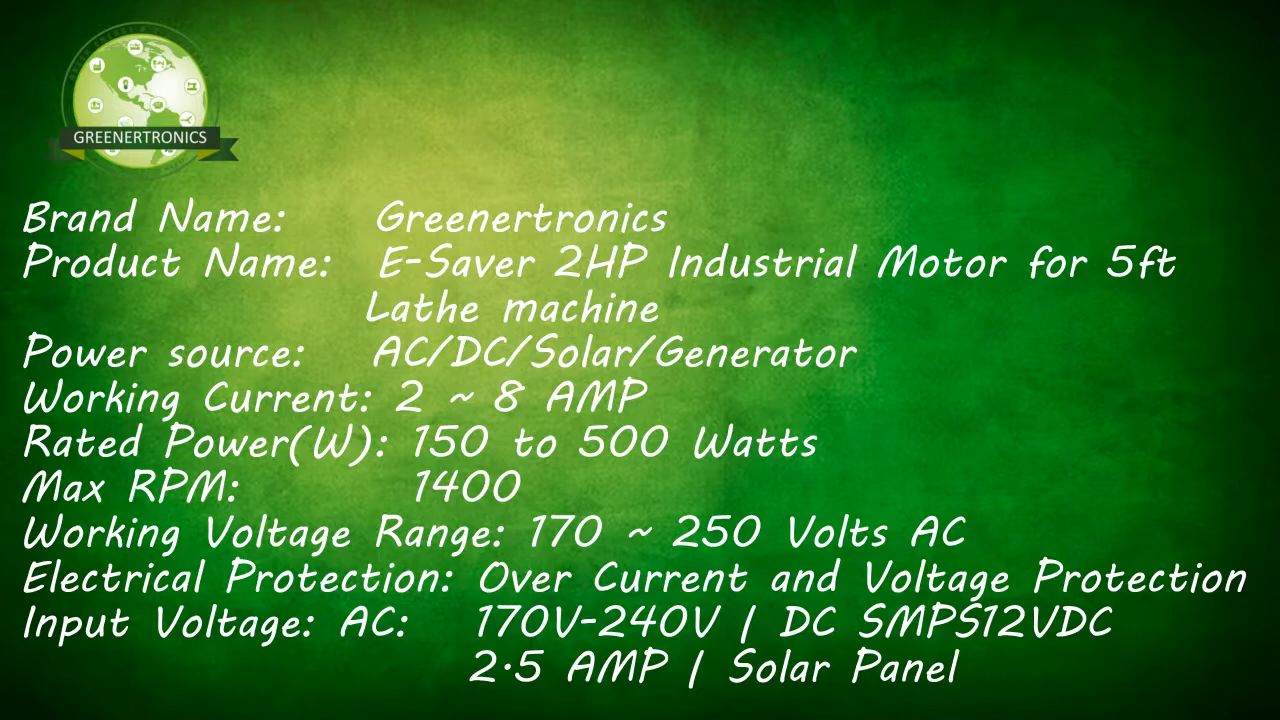 GREENERTRONICS
Brand Name: Greenertronics
Product Name: E-Saver 2HP Industrial Motor for 5ft
Lathe machine
Power source: AC/DC/Solar/Generator
Working Current: 2 ~ 8 AMP
Rated Power(W): 150 to 500 Watts
Max RPM: 1400
Working Voltage Range: 170 ~ 250 Volts AC
Electrical Protection: Over Current and Voltage Protection
Input Voltage: AC: 170V-240V | DC SMPS12VDC
2.5 AMP | Solar Panel